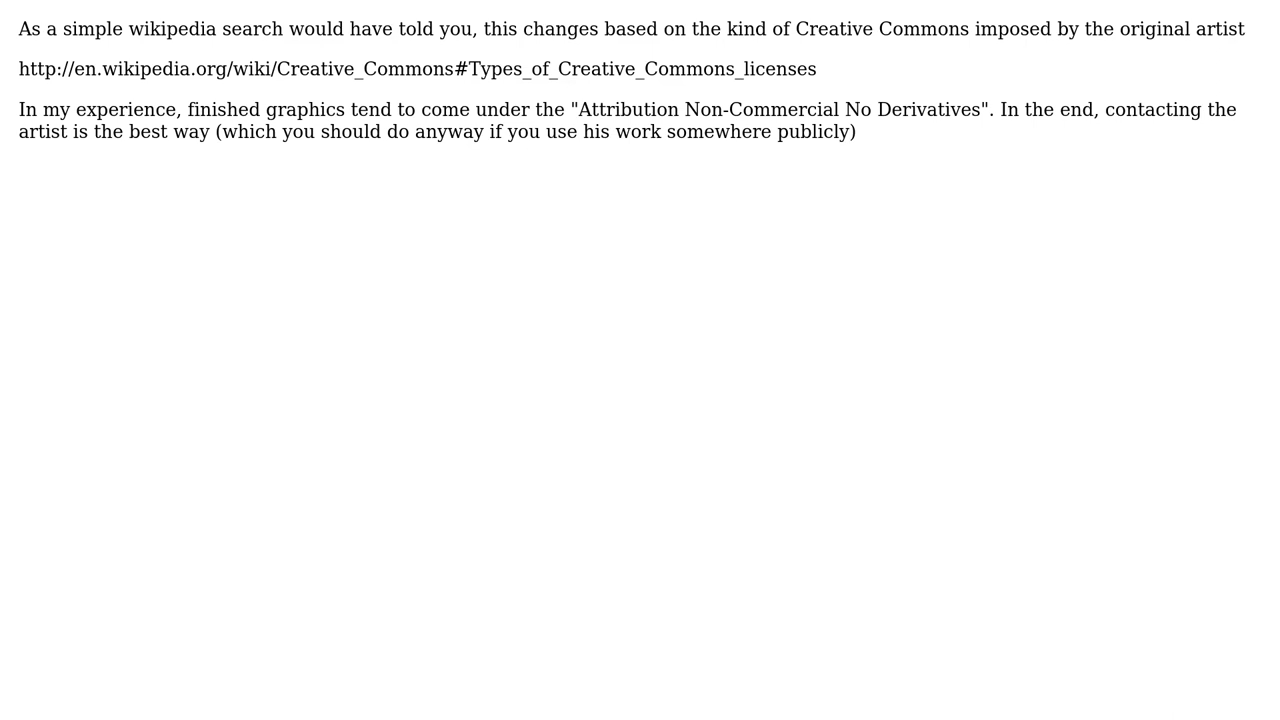 As a simple wikipedia search would have told you, this changes based on the kind of Creative Commons imposed by the original artist
http://en.wikipedia.org/wiki/Creative_Commons#Types_of_Creative_Commons_licenses
In my experience, finished graphics tend to come under the "Attribution Non-Commercial No Derivatives". In the end, contacting the
artist is the best way (which you should do anyway if you use his work somewhere publicly)